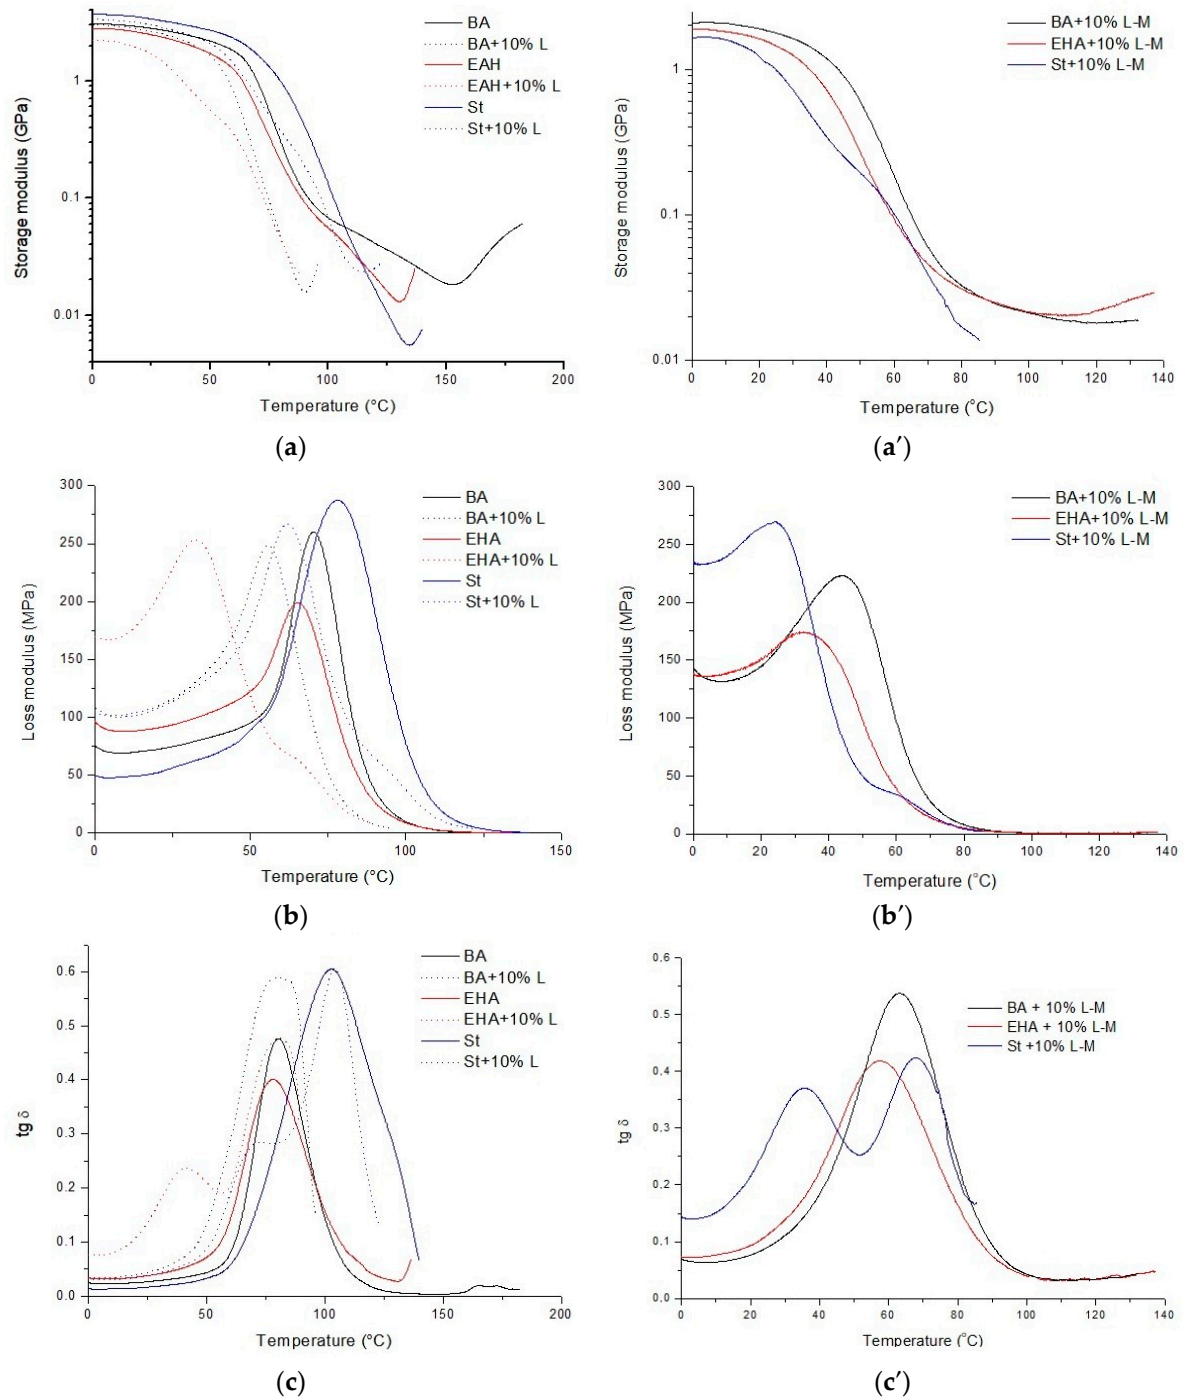 BA
BA+10% L
EAH
EAH+10% L
St
St+10% L
1
0.1
0.01
0
50
100
150
200
Storage modulus (GPa)
Temperature (°C)
(a)
BA+10% L-M
EHA+10% L-M
St+10% L-M
1
0.1
0.01
0
20
40
60
80
100
120
140
Storage modulus (GPa)
Temperature (°C)
(a’)
BA
BA+10% L
EHA
EHA+10% L
St
St+10% L
300
250
200
150
100
50
0
0
50
100
150
Loss modulus (MPa)
Temperature (°C)
(b)
BA+10% L-M
EHA+10% L-M
St+10% L-M
300
250
200
150
100
50
0
0
20
40
60
80
100
120
140
Loss modulus (MPa)
Temperature (°C)
(b’)
BA
BA+10% L
EHA
EHA+10% L
St
St+10% L
0.6
0.5
0.4
0.3
0.2
0.1
0.0
0
50
100
150
200
tg δ
Temperature (°C)
(c)
BA + 10% L-M
EHA + 10% L-M
St +10% L-M
0.6
0.5
0.4
0.3
0.2
0.1
0.0
0
20
40
60
80
100
120
140
tg δ
Temperature (°C)
(c’)